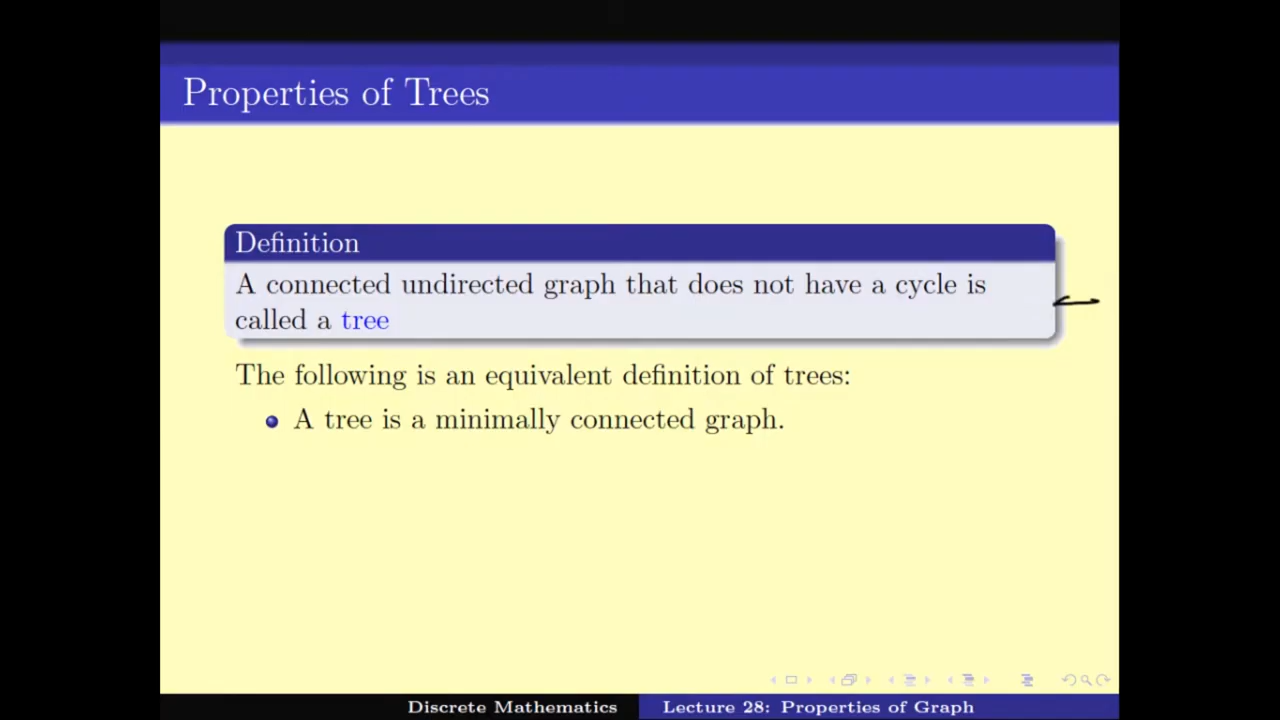 Properties of Trees
Definition
A connected undirected graph that does not have a cycle is
called a tree
The following is an equivalent definition of trees:
A tree is a minimally connected graph.
Discrete Mathematics
Lecture 28: Properties of Graph